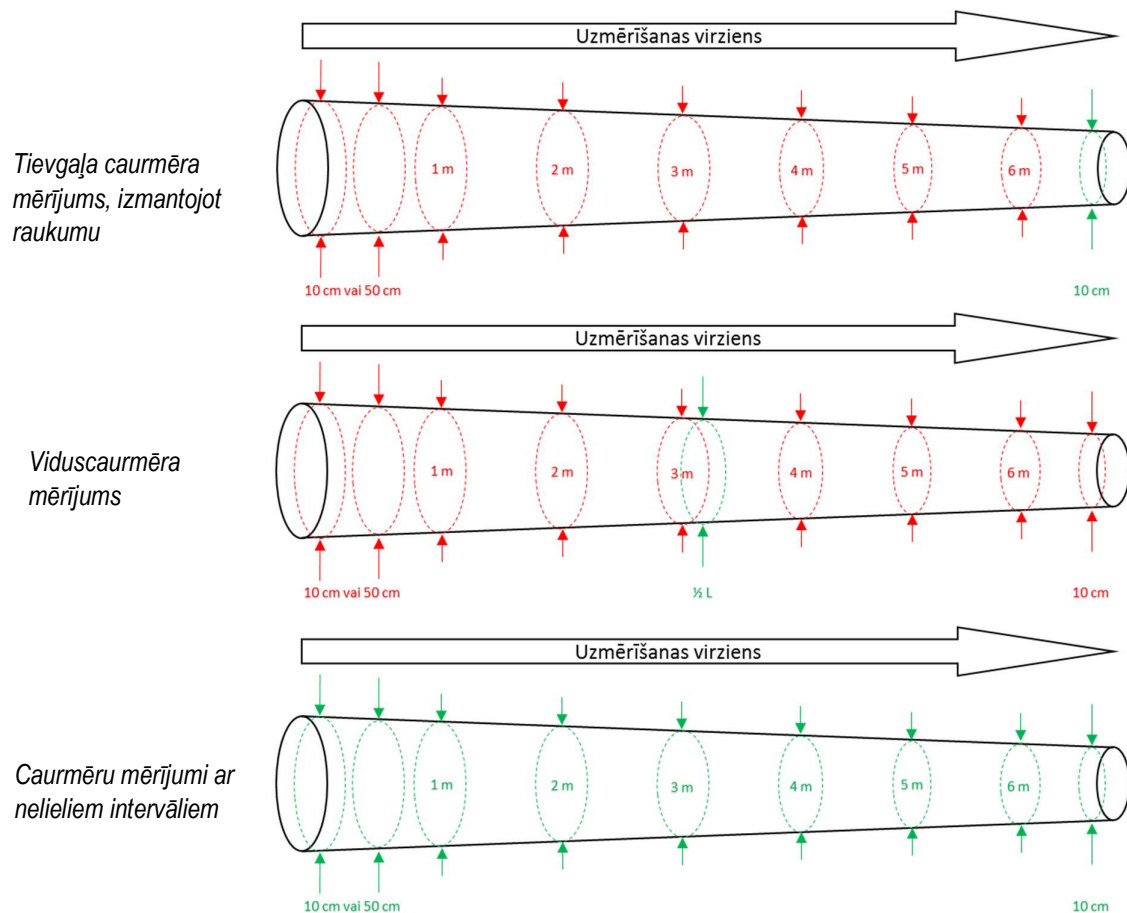 Uzmērīšanas virziens
Tievgaļa caurmēra
mērījums, izmantojot
raukumu
1 m
2 m
3 m
4 m
5 m
6 m
10 cm vai 50 cm
10 cm
Uzmērīšanas virziens
Viduscaurmēra
mērījums
1 m
2 m
3 m
4 m
5 m
6 m
10 cm vai 50 cm
½ L
10 cm
Uzmērīšanas virziens
Caurmēru mērījumi ar
nelieliem intervāliem
1 m
2 m
3 m
4 m
5 m
6 m
10 cm vai 50 cm
10 cm